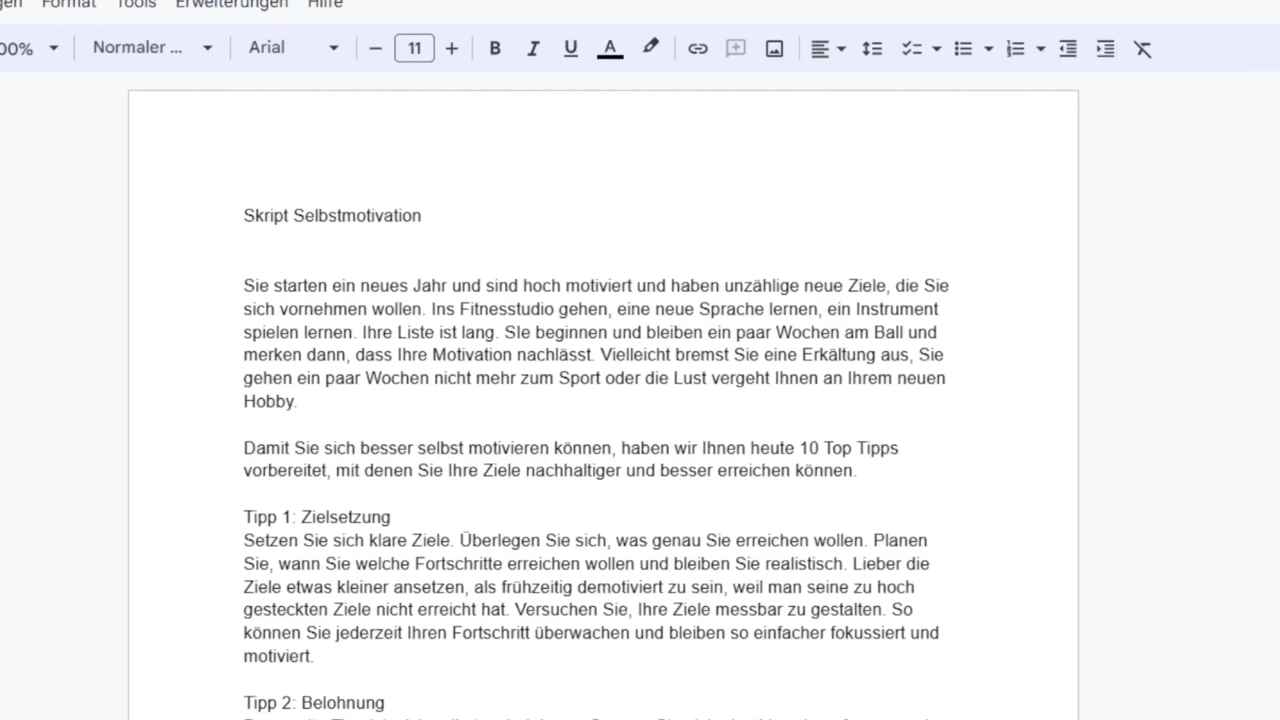 Format Tools Erweiterungen Hilfe
00% Normaler ... Arial 11 B I U A
Skript Selbstmotivation
Sie starten ein neues Jahr und sind hoch motiviert und haben unzählige neue Ziele, die Sie
sich vornehmen wollen. Ins Fitnesstudio gehen, eine neue Sprache lernen, ein Instrument
spielen lernen. Ihre Liste ist lang. SIe beginnen und bleiben ein paar Wochen am Ball und
merken dann, dass Ihre Motivation nachlässt. Vielleicht bremst Sie eine Erkältung aus, Sie
gehen ein paar Wochen nicht mehr zum Sport oder die Lust vergeht Ihnen an Ihrem neuen
Hobby.
Damit Sie sich besser selbst motivieren können, haben wir Ihnen heute 10 Top Tipps
vorbereitet, mit denen Sie Ihre Ziele nachhaltiger und besser erreichen können.
Tipp 1: Zielsetzung
Setzen Sie sich klare Ziele. Überlegen Sie sich, was genau Sie erreichen wollen. Planen
Sie, wann Sie welche Fortschritte erreichen wollen und bleiben Sie realistisch. Lieber die
Ziele etwas kleiner ansetzen, als frühzeitig demotiviert zu sein, weil man seine zu hoch
gesteckten Ziele nicht erreicht hat. Versuchen Sie, Ihre Ziele messbar zu gestalten. So
können Sie jederzeit Ihren Fortschritt überwachen und bleiben so einfacher fokussiert und
motiviert.
Tipp 2: Belohnung